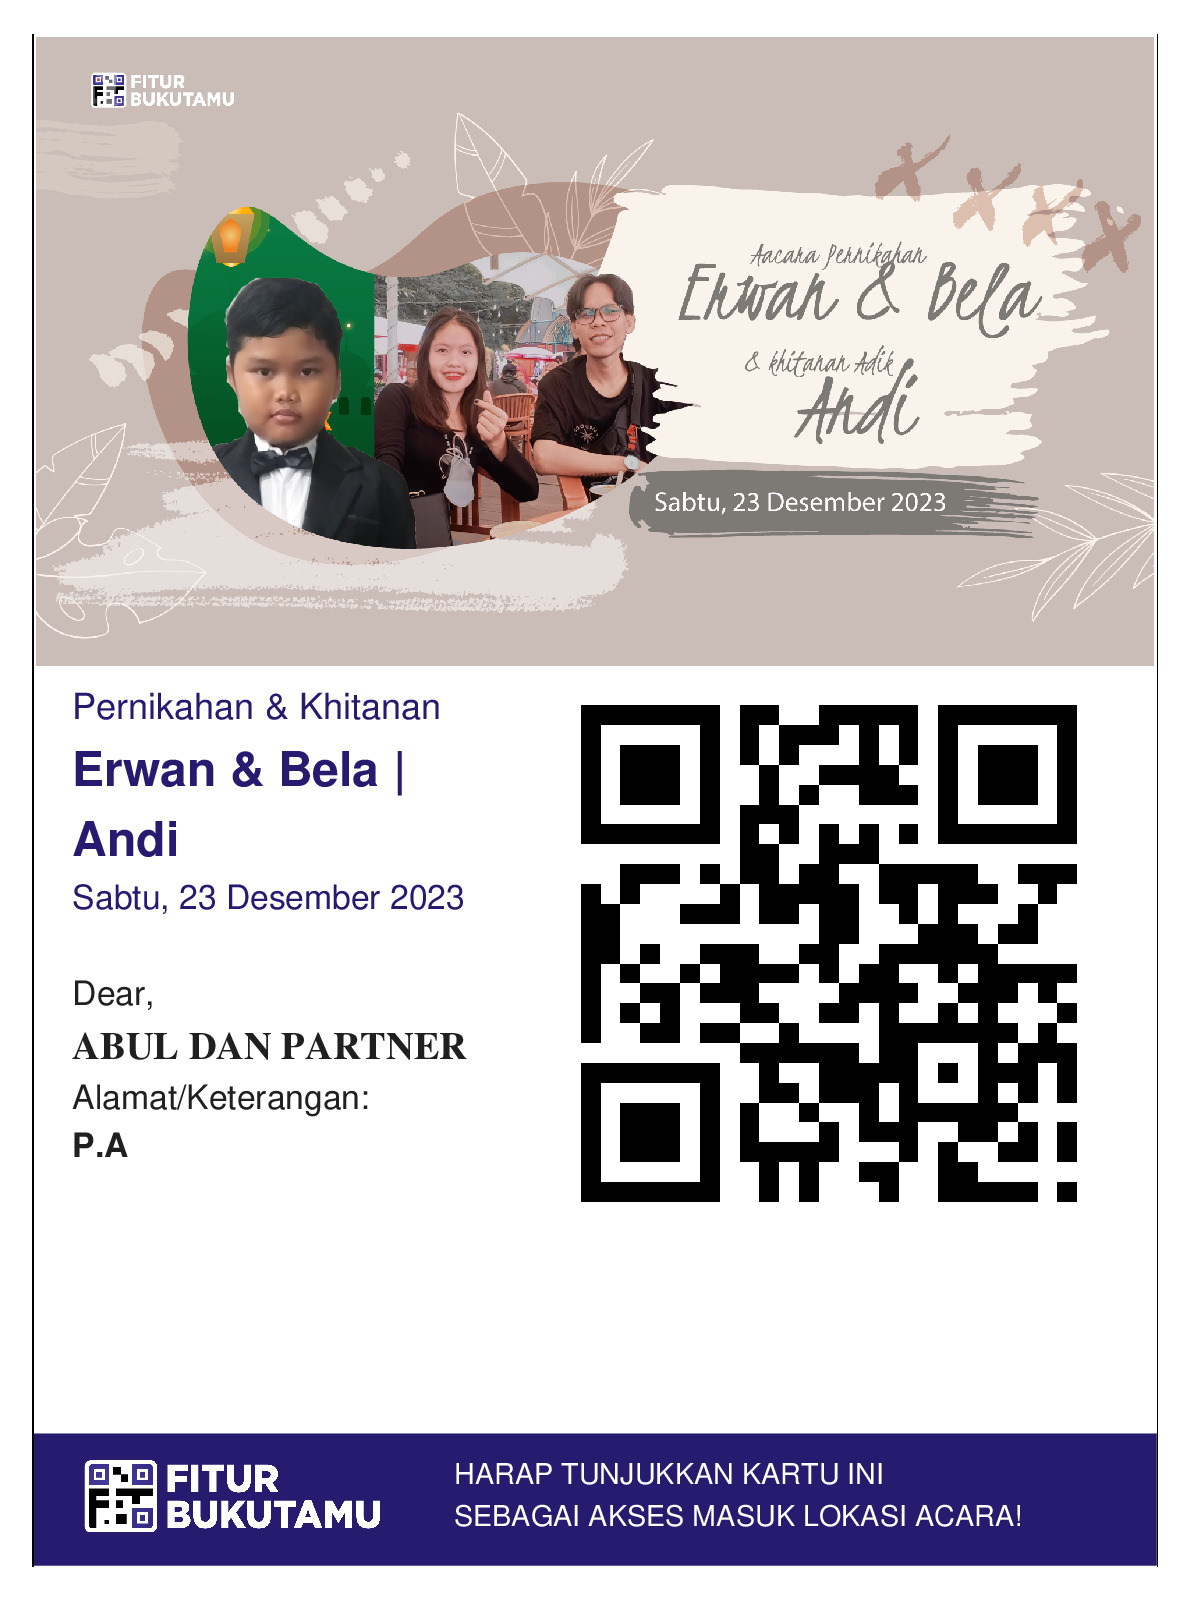 FITUR
BUKUTAMU
Aacara Pernikahan
Erwan & Bela
& khitanan Adik
Andi
Sabtu, 23 Desember 2023
Pernikahan & Khitanan
Erwan & Bela |
Andi
Sabtu, 23 Desember 2023
Dear,
ABUL DAN PARTNER
Alamat/Keterangan:
P.A
FITUR
BUKUTAMU
HARAP TUNJUKKAN KARTU INI
SEBAGAI AKSES MASUK LOKASI ACARA!